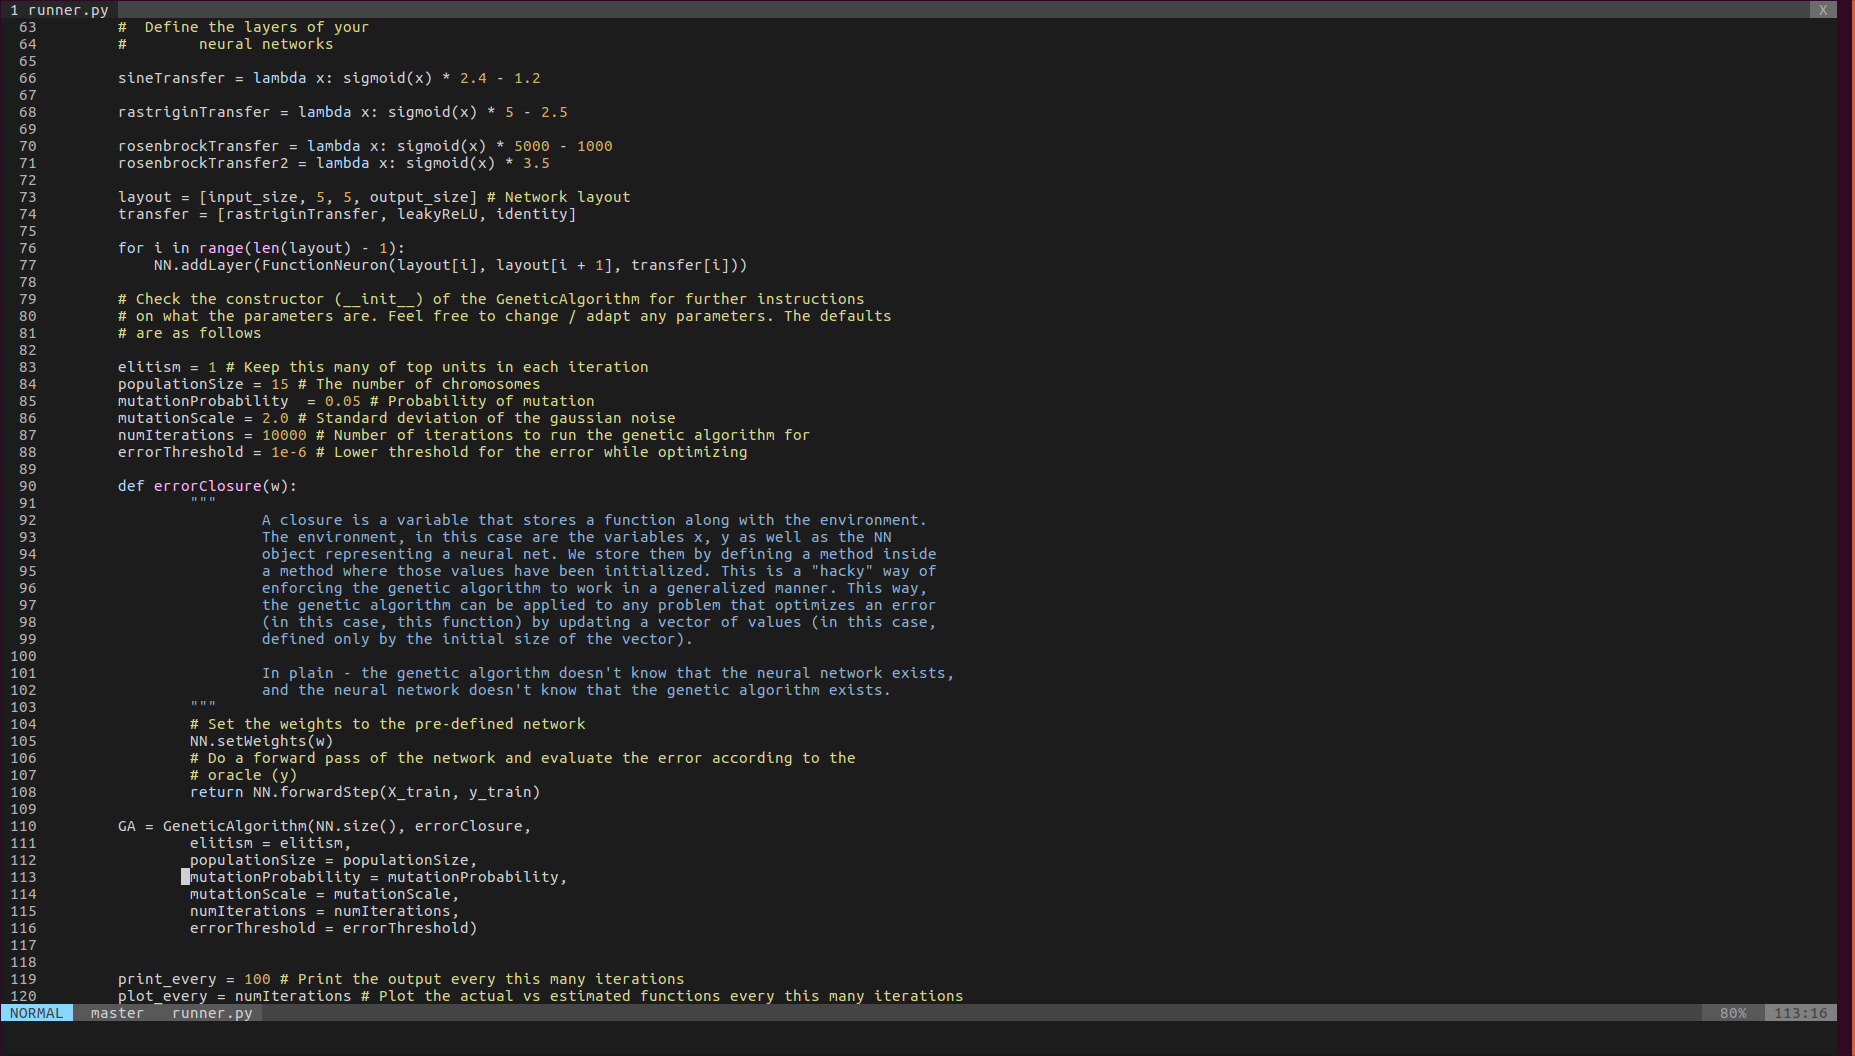 1 runner.py X
63 #  Define the layers of your
64 #        neural networks
65
66 sineTransfer = lambda x: sigmoid(x) * 2.4 - 1.2
67
68 rastriginTransfer = lambda x: sigmoid(x) * 5 - 2.5
69
70 rosenbrockTransfer = lambda x: sigmoid(x) * 5000 - 1000
71 rosenbrockTransfer2 = lambda x: sigmoid(x) * 3.5
72
73 layout = [input_size, 5, 5, output_size] # Network layout
74 transfer = [rastriginTransfer, leakyReLU, identity]
75
76 for i in range(len(layout) - 1):
77     NN.addLayer(FunctionNeuron(layout[i], layout[i + 1], transfer[i]))
78
79 # Check the constructor (__init__) of the GeneticAlgorithm for further instructions
80 # on what the parameters are. Feel free to change / adapt any parameters. The defaults
81 # are as follows
82
83 elitism = 1 # Keep this many of top units in each iteration
84 populationSize = 15 # The number of chromosomes
85 mutationProbability  = 0.05 # Probability of mutation
86 mutationScale = 2.0 # Standard deviation of the gaussian noise
87 numIterations = 10000 # Number of iterations to run the genetic algorithm for
88 errorThreshold = 1e-6 # Lower threshold for the error while optimizing
89
90 def errorClosure(w):
91         """
92                 A closure is a variable that stores a function along with the environment.
93                 The environment, in this case are the variables x, y as well as the NN
94                 object representing a neural net. We store them by defining a method inside
95                 a method where those values have been initialized. This is a "hacky" way of
96                 enforcing the genetic algorithm to work in a generalized manner. This way,
97                 the genetic algorithm can be applied to any problem that optimizes an error
98                 (in this case, this function) by updating a vector of values (in this case,
99                 defined only by the initial size of the vector).
100
101                 In plain - the genetic algorithm doesn't know that the neural network exists,
102                 and the neural network doesn't know that the genetic algorithm exists.
103         """
104         # Set the weights to the pre-defined network
105         NN.setWeights(w)
106         # Do a forward pass of the network and evaluate the error according to the
107         # oracle (y)
108         return NN.forwardStep(X_train, y_train)
109
110 GA = GeneticAlgorithm(NN.size(), errorClosure,
111         elitism = elitism,
112         populationSize = populationSize,
113         mutationProbability = mutationProbability,
114         mutationScale = mutationScale,
115         numIterations = numIterations,
116         errorThreshold = errorThreshold)
117
118
119 print_every = 100 # Print the output every this many iterations
120 plot_every = numIterations # Plot the actual vs estimated functions every this many iterations
NORMAL master runner.py 80% 113:16